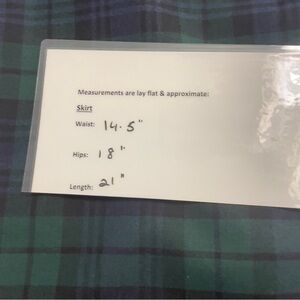 Measurements are lay flat & approximate:
Skirt
Waist: 14.5"
Hips: 18"
Length: 21"